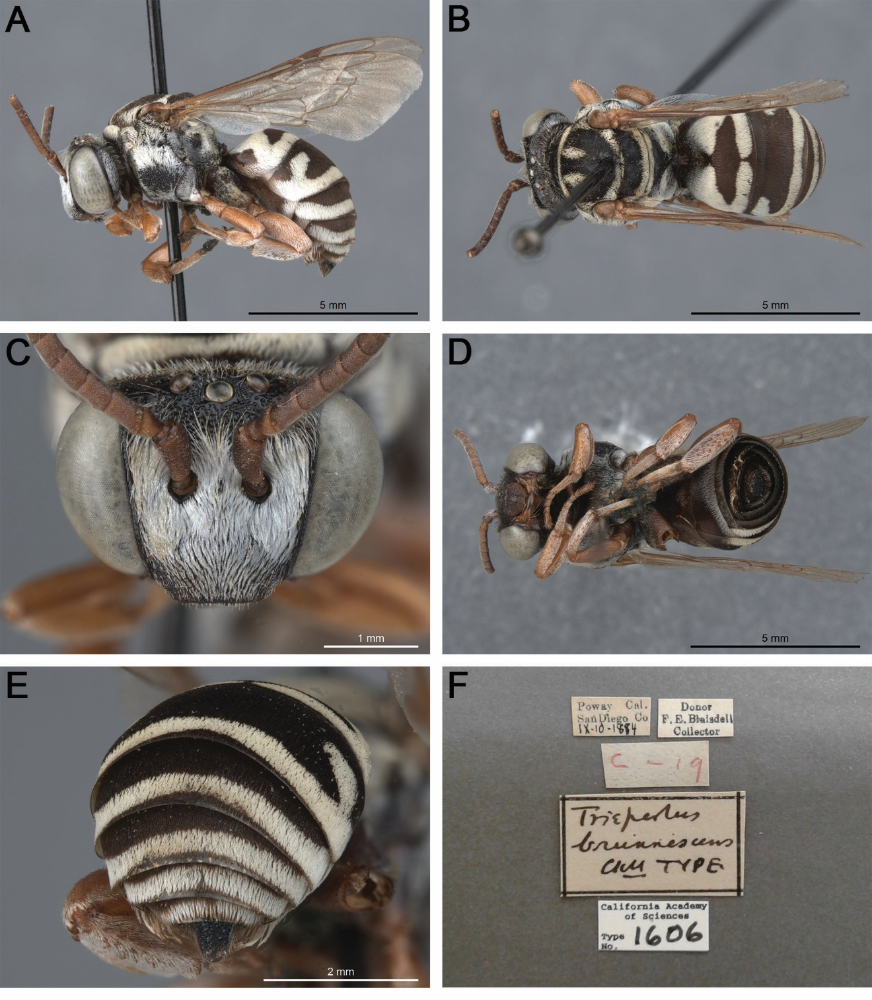 A
5 mm
B
5 mm
C
1 mm
D
5 mm
E
2 mm
F
Poway Cal.
San Diego Co
IX-10-1884
Donor
F. E. Blaisdell
Collector
C - 19
Triepeolus
brunnescens
Ckll TYPE
California Academy
of Sciences
Type
No. 1606